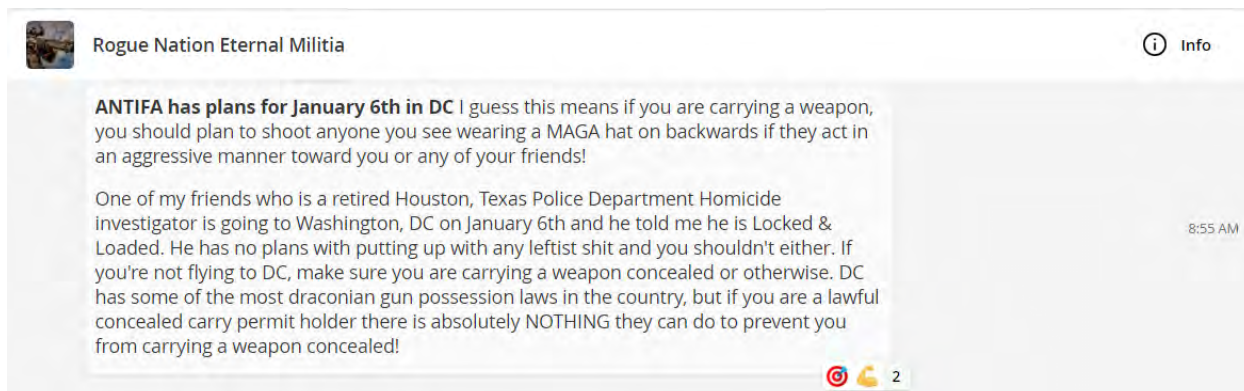 Rogue Nation Eternal Militia
Info
ANTIFA has plans for January 6th in DC I guess this means if you are carrying a weapon,
you should plan to shoot anyone you see wearing a MAGA hat on backwards if they act in
an aggressive manner toward you or any of your friends!
One of my friends who is a retired Houston, Texas Police Department Homicide
investigator is going to Washington, DC on January 6th and he told me he is Locked &
Loaded. He has no plans with putting up with any leftist shit and you shouldn't either. If
you're not flying to DC, make sure you are carrying a weapon concealed or otherwise. DC
has some of the most draconian gun possession laws in the country, but if you are a lawful
concealed carry permit holder there is absolutely NOTHING they can do to prevent you
from carrying a weapon concealed!
8:55 AM
🎯 💪 2